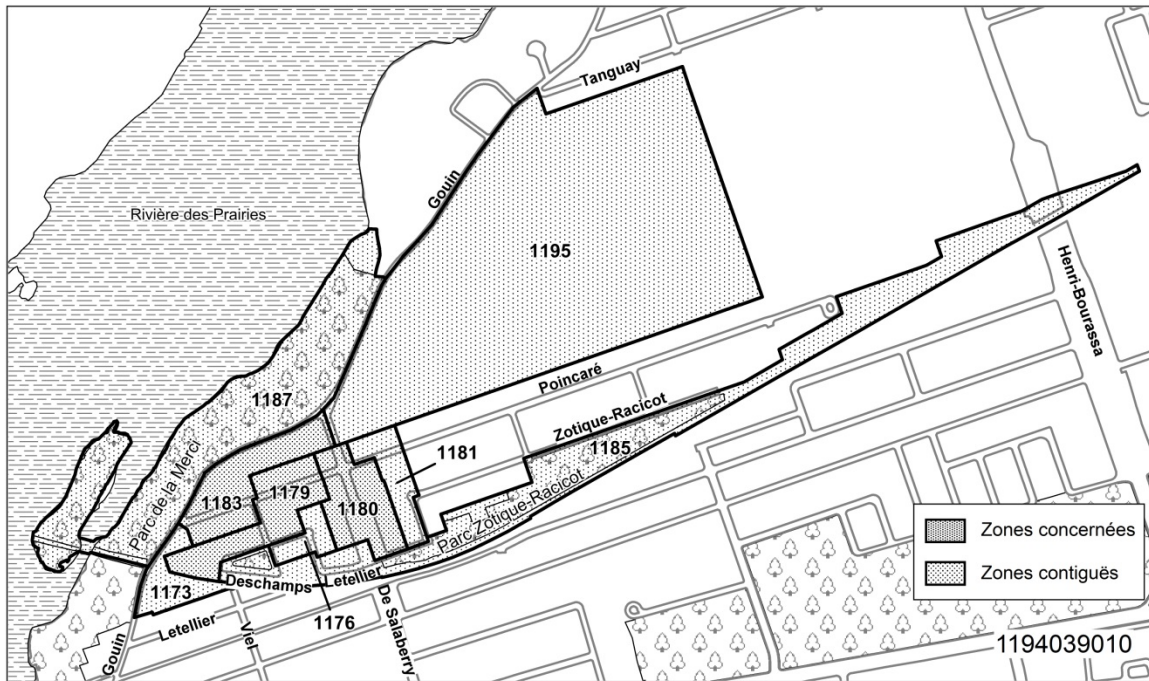 Tanguay
Gouin
Rivière des Prairies
1195
Henri-Bourassa
Poincaré
1187
Zotique-Racicot
Parc de la Merci
1181
1185
1179
1183
1180
Parc Zotique-Racicot
Zones concernées
Zones contiguës
Deschamps
Letellier
1173
1176
De Salaberry
Letellier
Viel
Gouin
1194039010